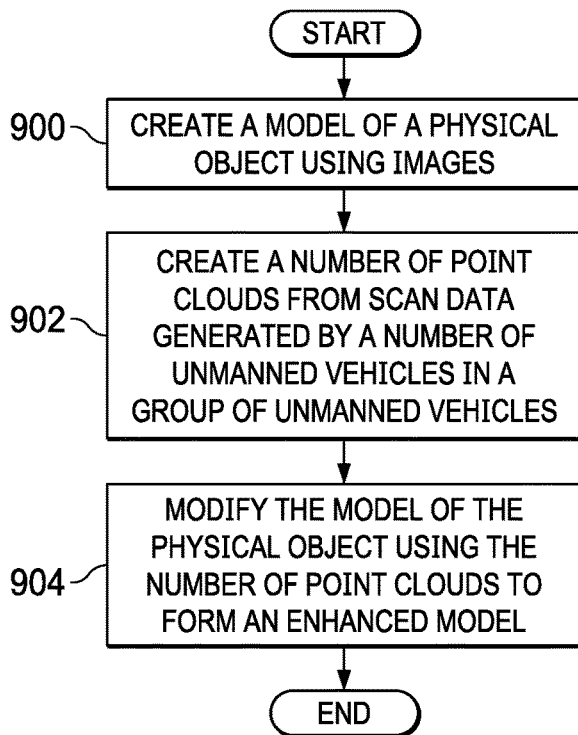 START
900
CREATE A MODEL OF A PHYSICAL
OBJECT USING IMAGES
902
CREATE A NUMBER OF POINT
CLOUDS FROM SCAN DATA
GENERATED BY A NUMBER OF
UNMANNED VEHICLES IN A
GROUP OF UNMANNED VEHICLES
904
MODIFY THE MODEL OF THE
PHYSICAL OBJECT USING THE
NUMBER OF POINT CLOUDS TO
FORM AN ENHANCED MODEL
END